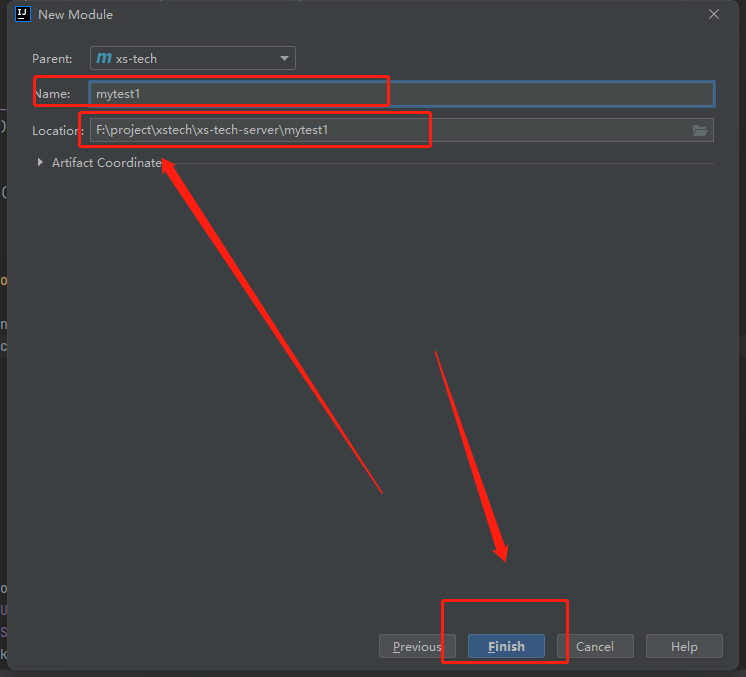 New Module
Parent: m xs-tech
Name: mytest1
Location: F:\project\xstech\xs-tech-server\mytest1
Artifact Coordinate
Previous Finish Cancel Help